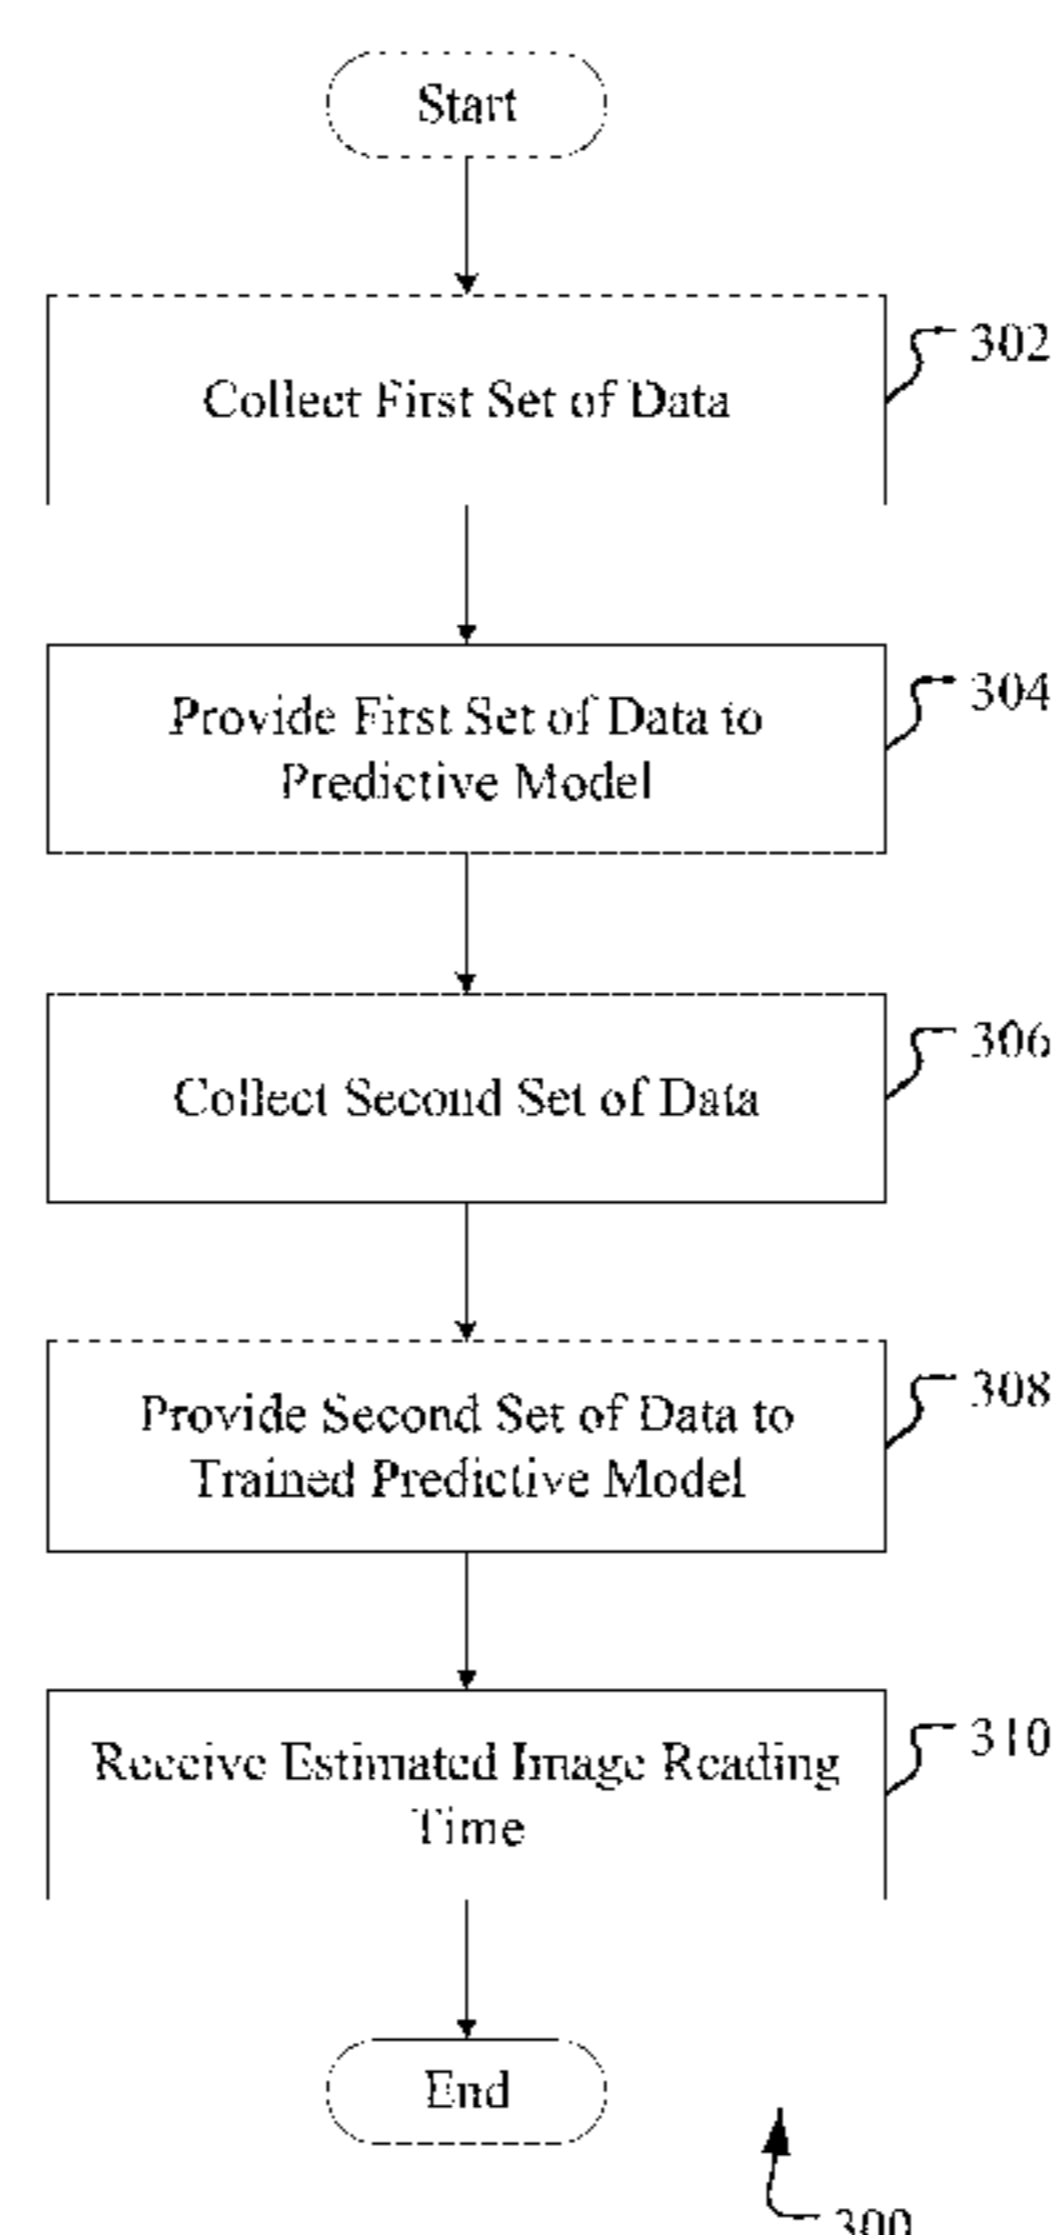 Start
Collect First Set of Data
302
Provide First Set of Data to
Predictive Model
304
Collect Second Set of Data
306
Provide Second Set of Data to
Trained Predictive Model
308
Receive Estimated Image Reading
Time
310
End
300